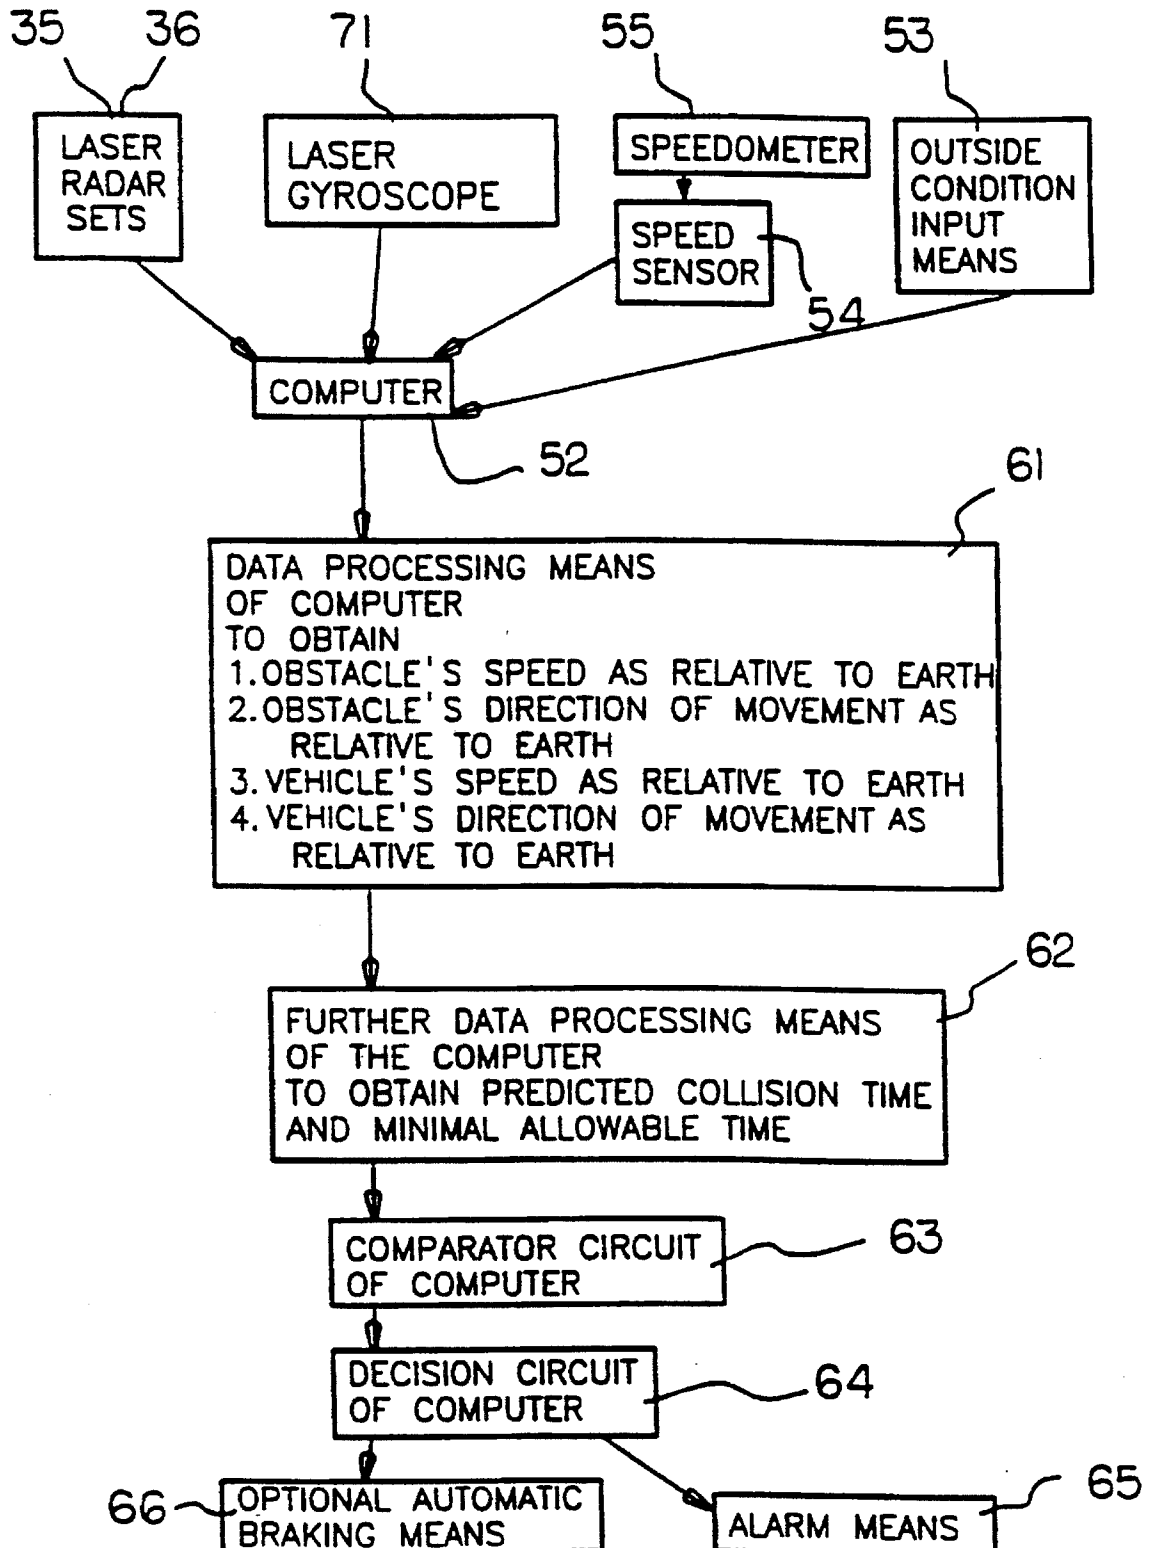 35 36 71 55 53
LASER
RADAR
SETS
LASER
GYROSCOPE
SPEEDOMETER
SPEED
SENSOR
54
OUTSIDE
CONDITION
INPUT
MEANS
COMPUTER
52
61
DATA PROCESSING MEANS
OF COMPUTER
TO OBTAIN
1. OBSTACLE'S SPEED AS RELATIVE TO EARTH
2. OBSTACLE'S DIRECTION OF MOVEMENT AS
RELATIVE TO EARTH
3. VEHICLE'S SPEED AS RELATIVE TO EARTH
4. VEHICLE'S DIRECTION OF MOVEMENT AS
RELATIVE TO EARTH
62
FURTHER DATA PROCESSING MEANS
OF THE COMPUTER
TO OBTAIN PREDICTED COLLISION TIME
AND MINIMAL ALLOWABLE TIME
COMPARATOR CIRCUIT
OF COMPUTER
63
DECISION CIRCUIT
OF COMPUTER
64
66
OPTIONAL AUTOMATIC
BRAKING MEANS
65
ALARM MEANS